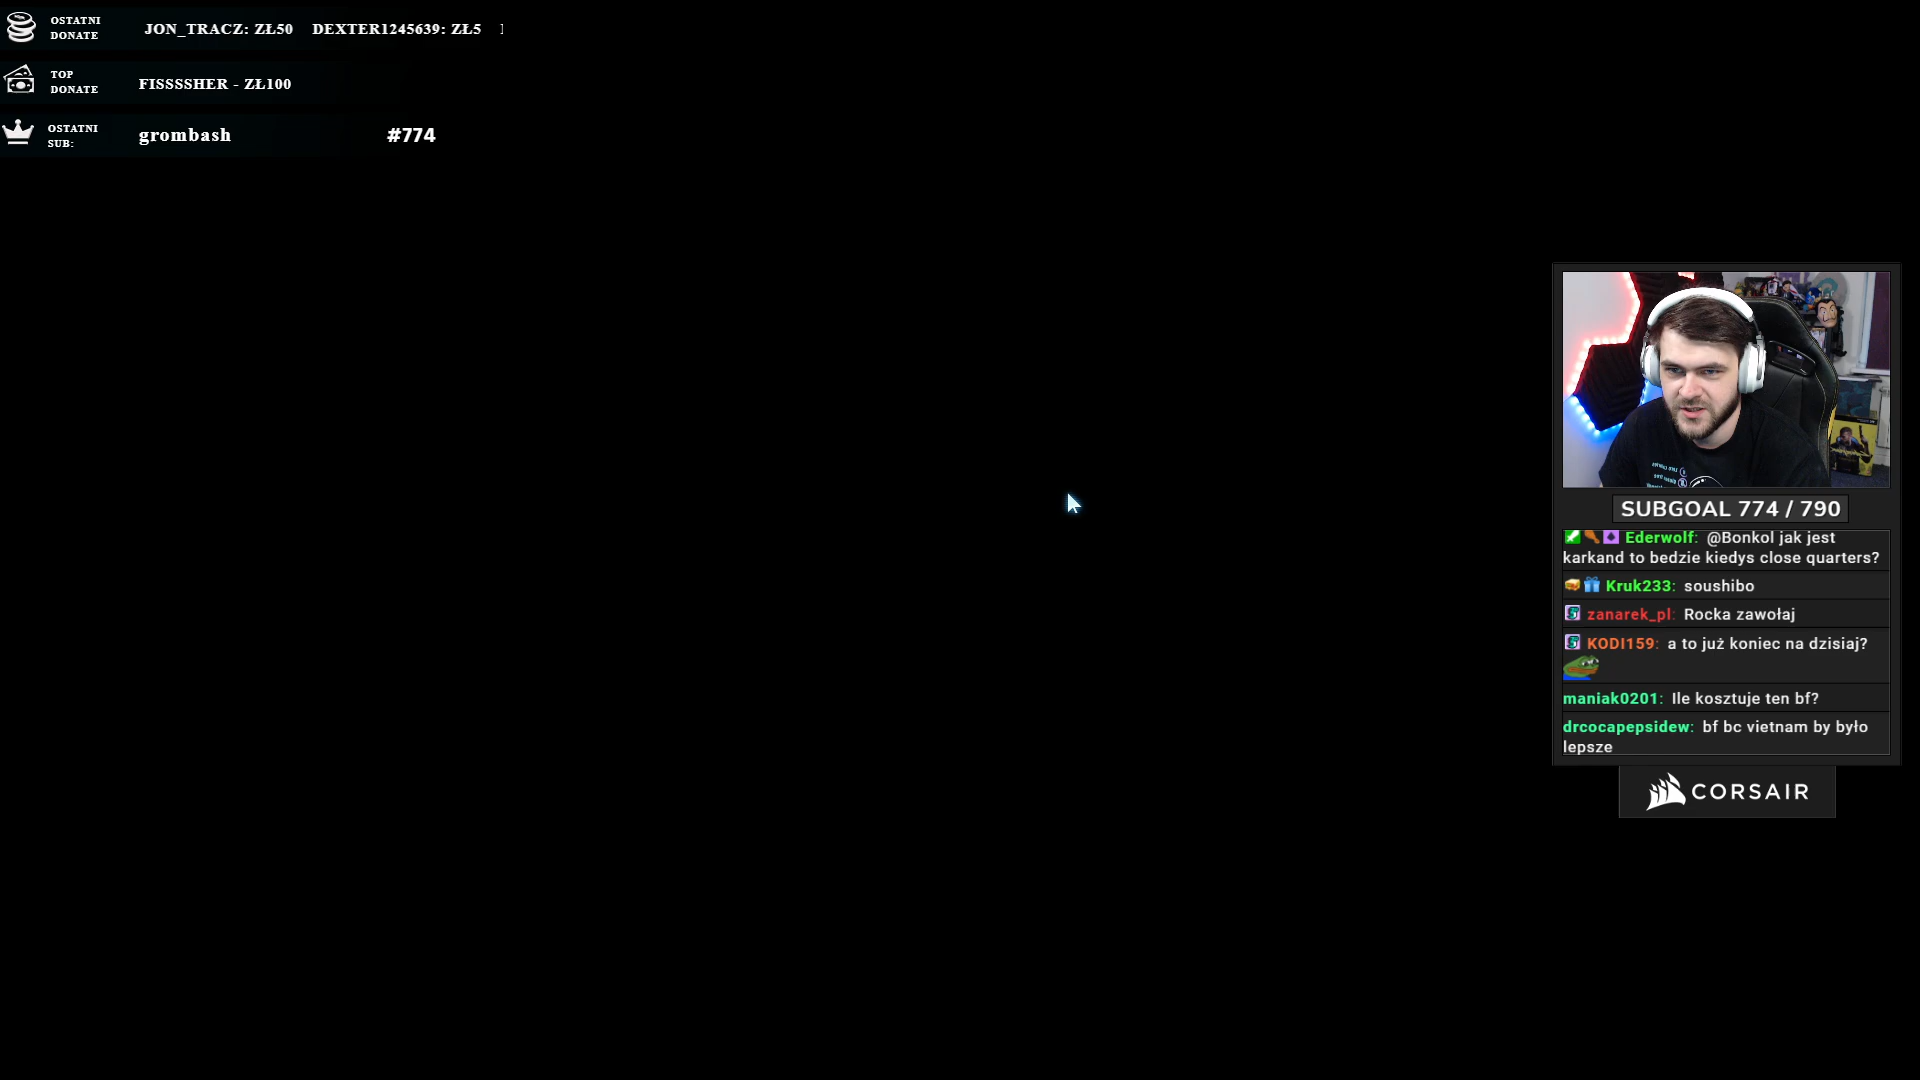 OSTATNI
DONATE
JON_TRACZ: ZŁ50 DEXTER1245639: ZŁ5
TOP
DONATE
FISSSSHER - ZŁ100
OSTATNI
SUB:
grombash
#774
SUBGOAL 774 / 790
Ederwolf: @Bonkol jak jest
karkand to bedzie kiedys close quarters?
Kruk233: soushibo
zanarek_pl: Rocka zawołaj
KODI159: a to już koniec na dzisiaj?
maniak0201: Ile kosztuje ten bf?
drcocapepsidew: bf bc vietnam by było
lepsze
CORSAIR